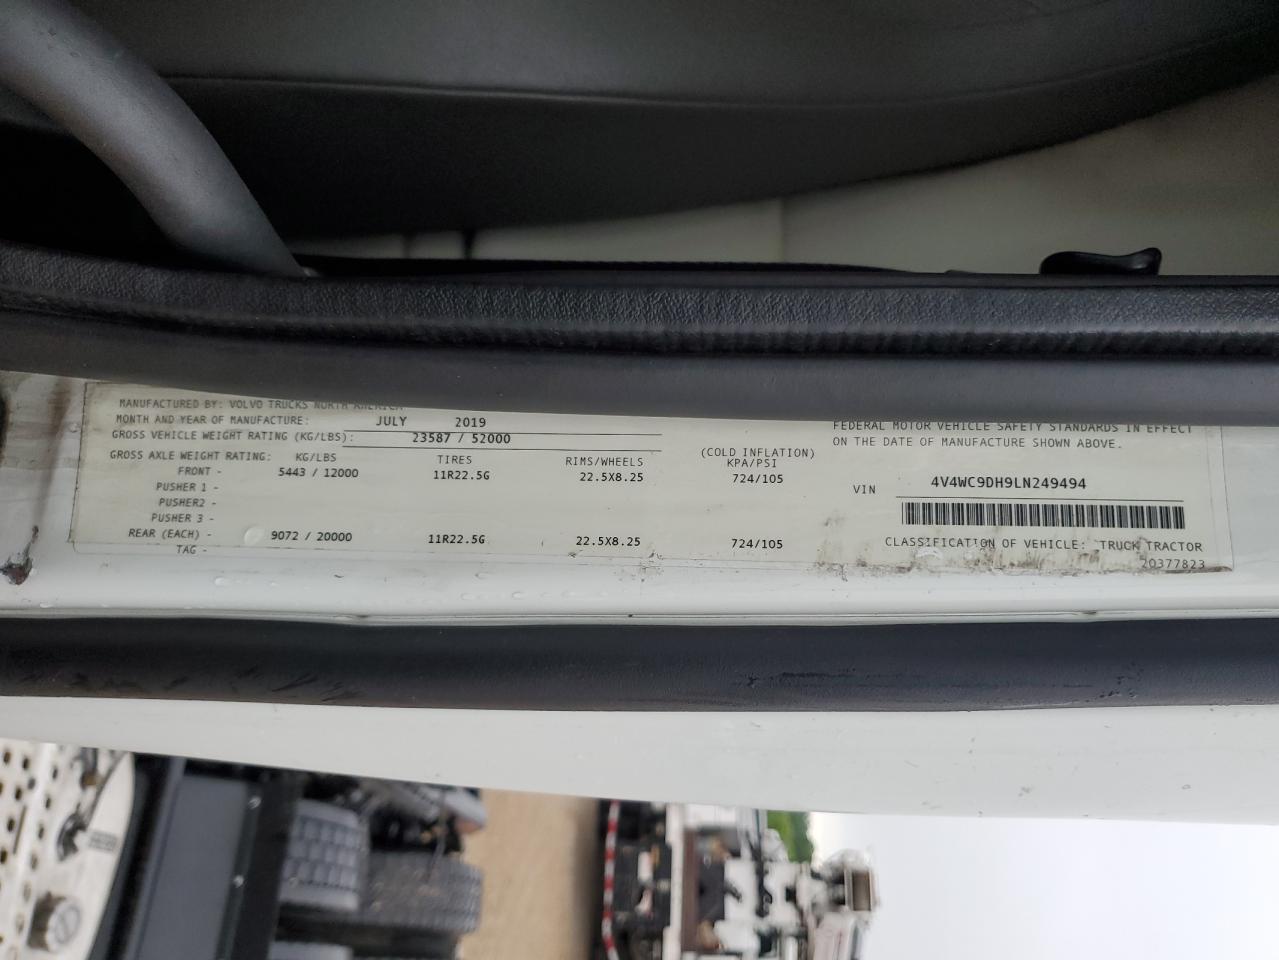 MANUFACTURED BY: VOLVO TRUCKS NORTH AMERICA
MONTH AND YEAR OF MANUFACTURE: JULY 2019
GROSS VEHICLE WEIGHT RATING (KG/LBS): 23587 / 52000
GROSS AXLE WEIGHT RATING: KG/LBS TIRES RIMS/WHEELS (COLD INFLATION) KPA/PSI
FRONT - 5443 / 12000 11R22.5G 22.5X8.25 724/105
PUSHER 1 -
PUSHER2 -
PUSHER 3 -
REAR (EACH) - 9072 / 20000 11R22.5G 22.5X8.25 724/105
TAG -
FEDERAL MOTOR VEHICLE SAFETY STANDARDS IN EFFECT
ON THE DATE OF MANUFACTURE SHOWN ABOVE.
VIN 4V4WC9DH9LN249494
CLASSIFICATION OF VEHICLE: TRUCK TRACTOR
20377823